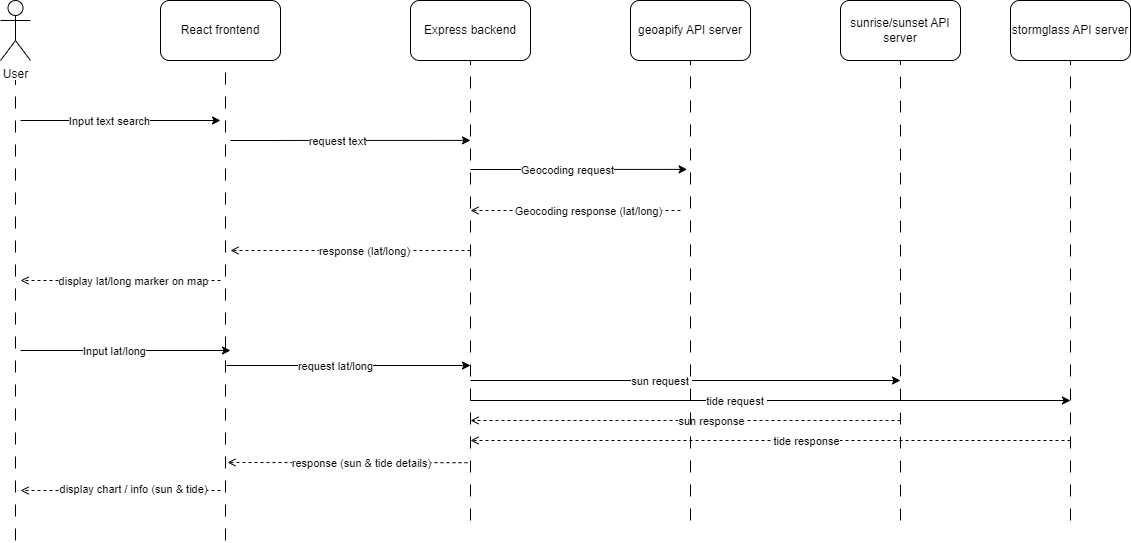 User
React frontend
Express backend
geoapify API server
sunrise/sunset API
server
stormglass API server
Input text search
request text
Geocoding request
Geocoding response (lat/long)
response (lat/long)
display lat/long marker on map
Input lat/long
request lat/long
sun request
tide request
sun response
tide response
response (sun & tide details)
display chart / info (sun & tide)